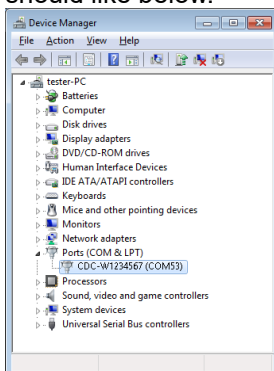 should like below.
Device Manager
File Action View Help
tester-PC
Batteries
Computer
Disk drives
Display adapters
DVD/CD-ROM drives
Human Interface Devices
IDE ATA/ATAPI controllers
Keyboards
Mice and other pointing devices
Monitors
Network adapters
Ports (COM & LPT)
CDC-W1234567 (COM53)
Processors
Sound, video and game controllers
System devices
Universal Serial Bus controllers